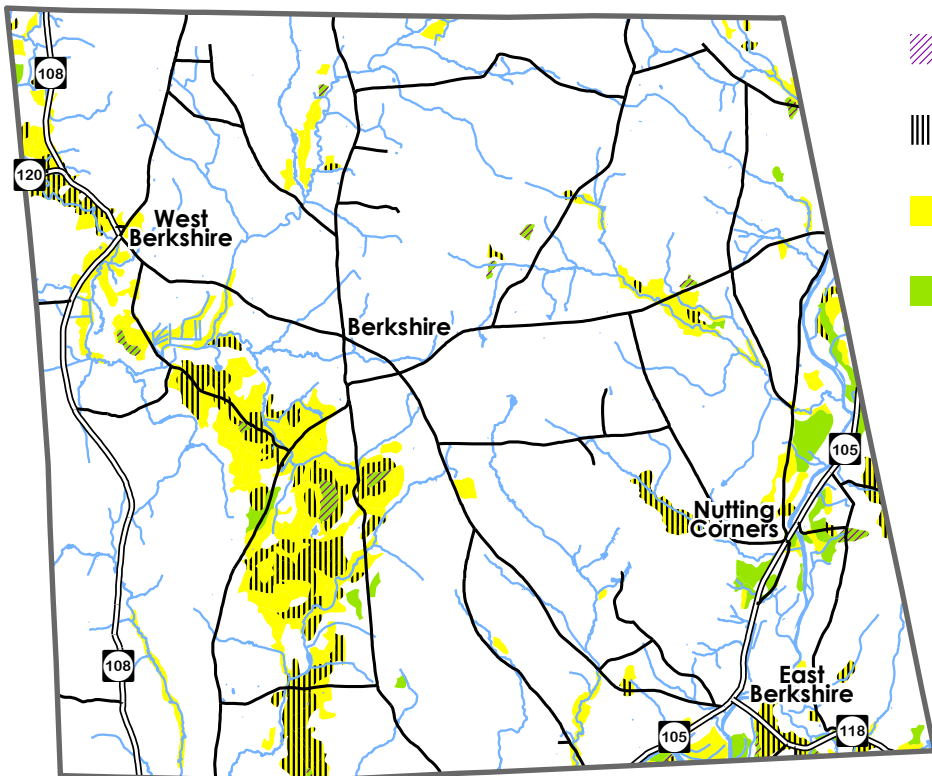 108
120
West
Berkshire
Berkshire
105
Nutting
Corners
108
East
Berkshire
105
118